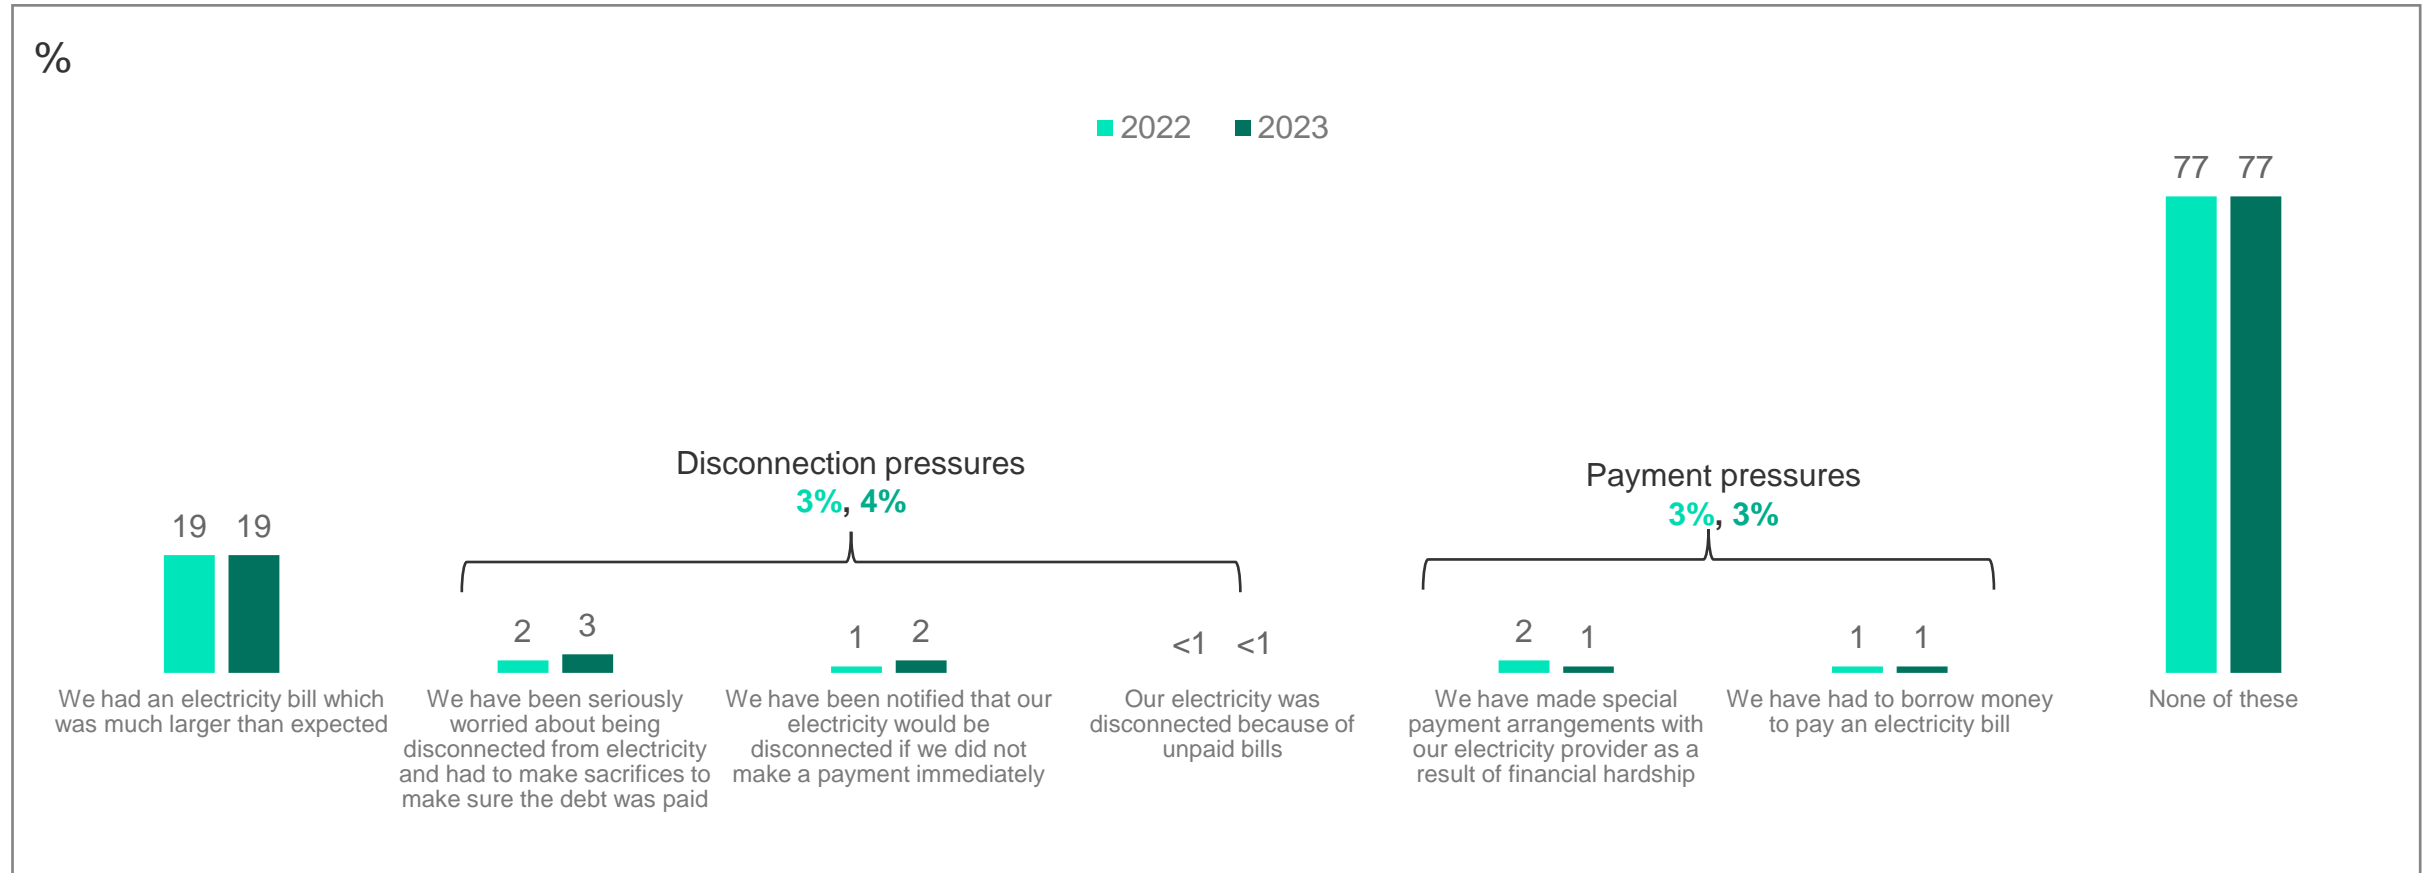 %
2022 2023
77 77
Disconnection pressures
3%, 4%
Payment pressures
3%, 3%
19 19
2 3
1 2
<1 <1
2 1
1 1
We had an electricity bill which
was much larger than expected
We have been seriously
worried about being
disconnected from electricity
and had to make sacrifices to
make sure the debt was paid
We have been notified that our
electricity would be
disconnected if we did not
make a payment immediately
Our electricity was
disconnected because of
unpaid bills
We have made special
payment arrangements with
our electricity provider as a
result of financial hardship
We have had to borrow money
to pay an electricity bill
None of these